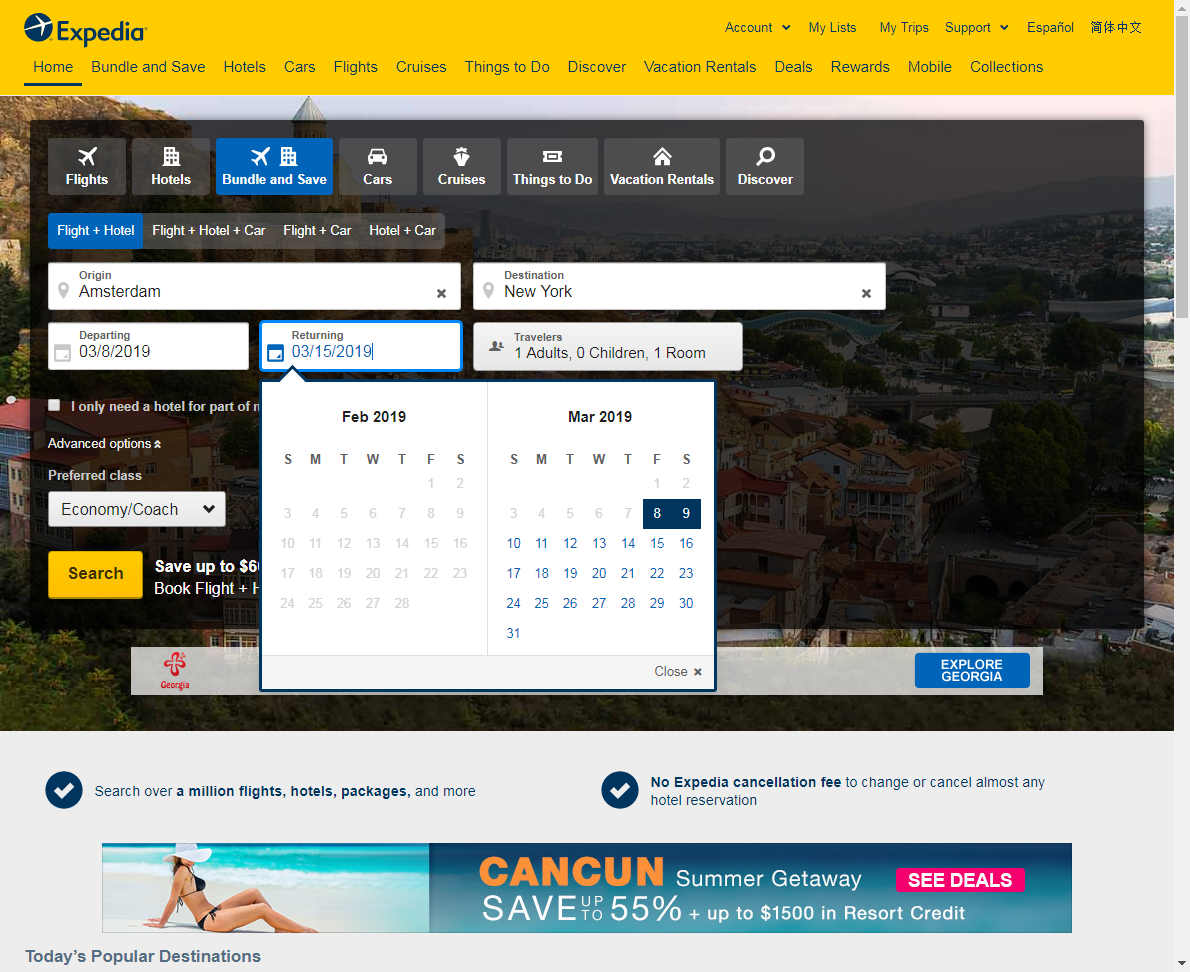 Expedia
Account My Lists My Trips Support Español 简体中文
Home Bundle and Save Hotels Cars Flights Cruises Things to Do Discover Vacation Rentals Deals Rewards Mobile Collections
Flights Hotels Bundle and Save Cars Cruises Things to Do Vacation Rentals Discover
Flight + Hotel Flight + Hotel + Car Flight + Car Hotel + Car
Origin
Amsterdam
Destination
New York
Departing
03/8/2019
Returning
03/15/2019
Travelers
1 Adults, 0 Children, 1 Room
I only need a hotel for part of
Advanced options
Preferred class
Economy/Coach
Search
Save up to
Book Flight +
Feb 2019
S M T W T F S
1 2
3 4 5 6 7 8 9
10 11 12 13 14 15 16
17 18 19 20 21 22 23
24 25 26 27 28
Mar 2019
S M T W T F S
1 2
3 4 5 6 7 8 9
10 11 12 13 14 15 16
17 18 19 20 21 22 23
24 25 26 27 28 29 30
31
Close
Georgia
EXPLORE
GEORGIA
Search over a million flights, hotels, packages, and more
No Expedia cancellation fee to change or cancel almost any
hotel reservation
CANCUN Summer Getaway
SAVE UP TO 55% + up to $1500 in Resort Credit
SEE DEALS
Today's Popular Destinations